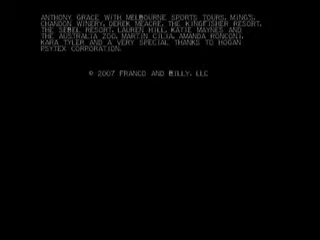 ANTHONY GRACE WITH MELBOURNE SPORTS TOURS, MING'S,
CHANDON WINERY, DEREK MEAGRE, THE KINGFISHER RESORT,
THE SEBEL RESORT, LAUREN HILL, KATIE MAYNES AND
THE AUSTRALIA ZOO, MARTIN CILIA, AMANDA RONCONI,
KARA TYLER AND A VERY SPECIAL THANKS TO HOGAN
PSYTEX CORPORATION.
© 2007 FRANCO AND BILLY, LLC